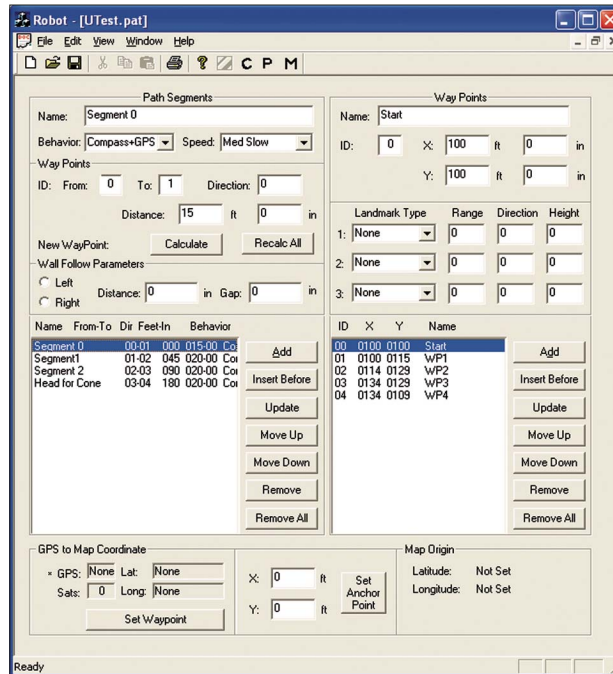 Robot - [UTest.pat]
File Edit View Window Help
? C P M
Path Segments
Name: Segment 0
Behavior: Compass+GPS Speed: Med Slow
Way Points
ID: From: 0 To: 1 Direction: 0
Distance: 15 ft 0 in
New WayPoint: Calculate Recalc All
Wall Follow Parameters
Left
Right
Distance: 0 in Gap: 0 in
Name From-To Dir Feet-In Behavior
Segment 0 00-01 000 015-00 Co
Segment1 01-02 045 020-00 Cor
Segment 2 02-03 090 020-00 Cor
Head for Cone 03-04 180 020-00 Cor
Add
Insert Before
Update
Move Up
Move Down
Remove
Remove All
Way Points
Name: Start
ID: 0 X: 100 ft 0 in
Y: 100 ft 0 in
Landmark Type Range Direction Height
1: None 0 0 0
2: None 0 0 0
3: None 0 0 0
ID X Y Name
00 0100 0100 Start
01 0100 0115 WP1
02 0114 0129 WP2
03 0134 0129 WP3
04 0134 0109 WP4
Add
Insert Before
Update
Move Up
Move Down
Remove
Remove All
GPS to Map Coordinate
× GPS: None Lat: None
Sats: 0 Long: None
Set Waypoint
X: 0 ft
Y: 0 ft
Set Anchor Point
Map Origin
Latitude: Not Set
Longitude: Not Set
Ready